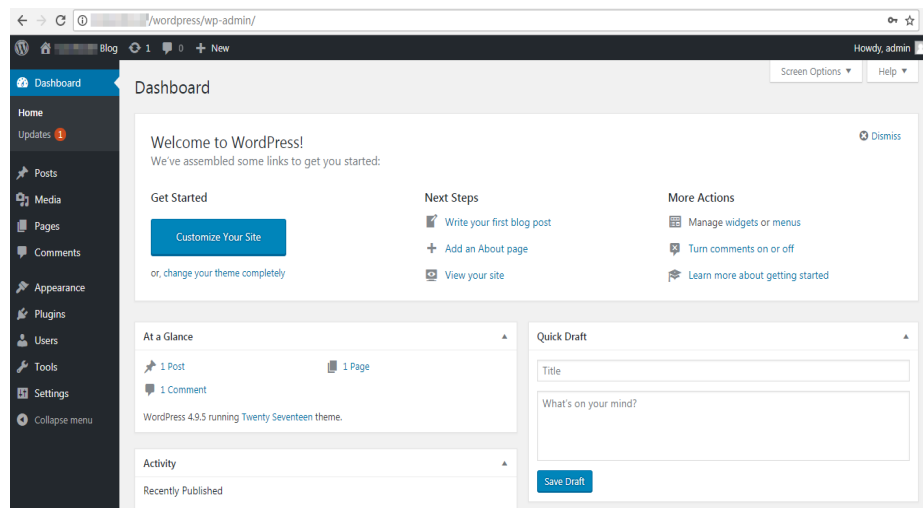 /wordpress/wp-admin/
Blog 1 0 + New Howdy, admin
Dashboard
Home
Updates 1
Posts
Media
Pages
Comments
Appearance
Plugins
Users
Tools
Settings
Collapse menu
Screen Options ▼ Help ▼
Dashboard
Welcome to WordPress!
We've assembled some links to get you started:
Dismiss
Get Started
Customize Your Site
or, change your theme completely
Next Steps
Write your first blog post
Add an About page
View your site
More Actions
Manage widgets or menus
Turn comments on or off
Learn more about getting started
At a Glance
1 Post
1 Page
1 Comment
WordPress 4.9.5 running Twenty Seventeen theme.
Activity
Recently Published
Quick Draft
Title
What's on your mind?
Save Draft